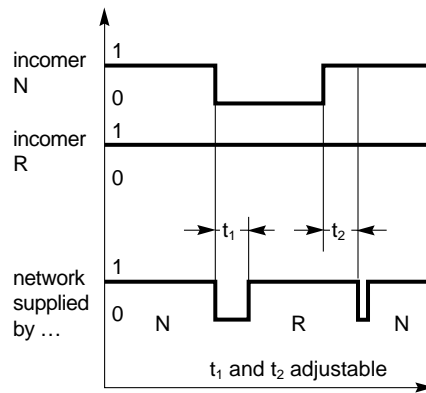 incomer
N
1
0
incomer
R
1
0
t₁
t₂
network
supplied
by ...
1
0
N
R
N
t₁ and t₂ adjustable